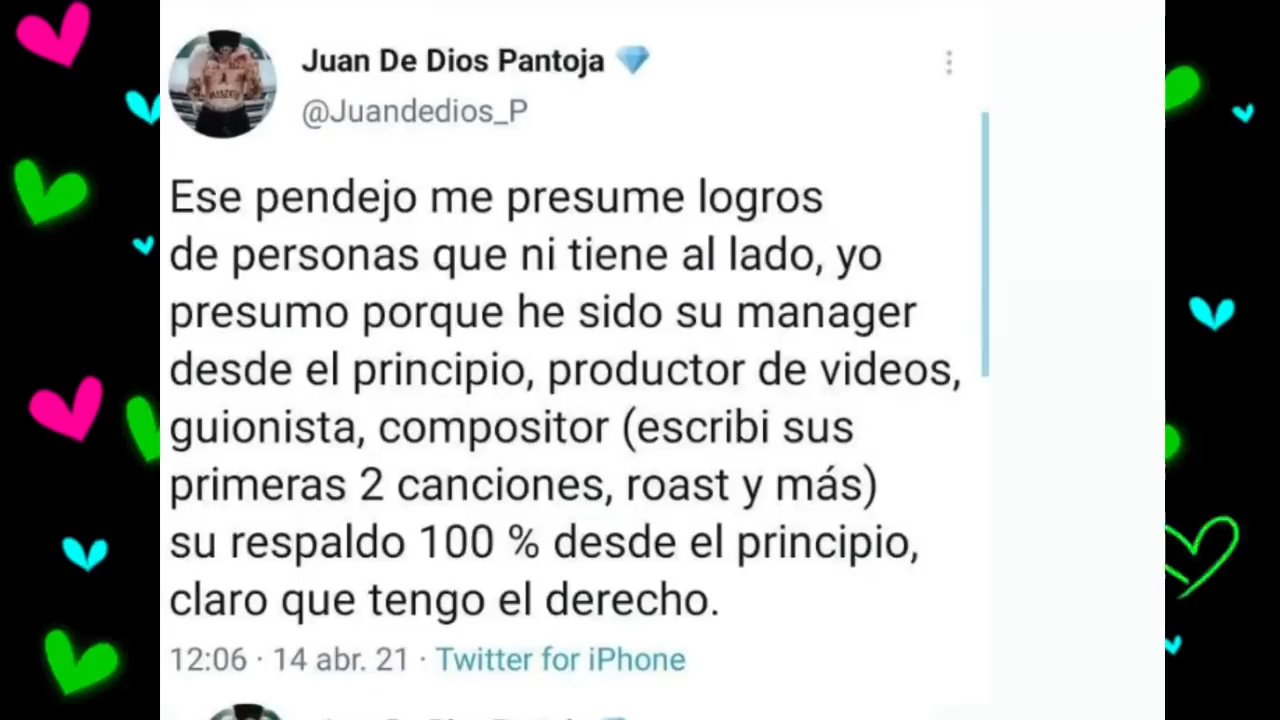 Juan De Dios Pantoja 💎
@Juandedios_P
Ese pendejo me presume logros
de personas que ni tiene al lado, yo
presumo porque he sido su manager
desde el principio, productor de videos,
guionista, compositor (escribi sus
primeras 2 canciones, roast y más)
su respaldo 100 % desde el principio,
claro que tengo el derecho.
12:06 · 14 abr. 21 · Twitter for iPhone